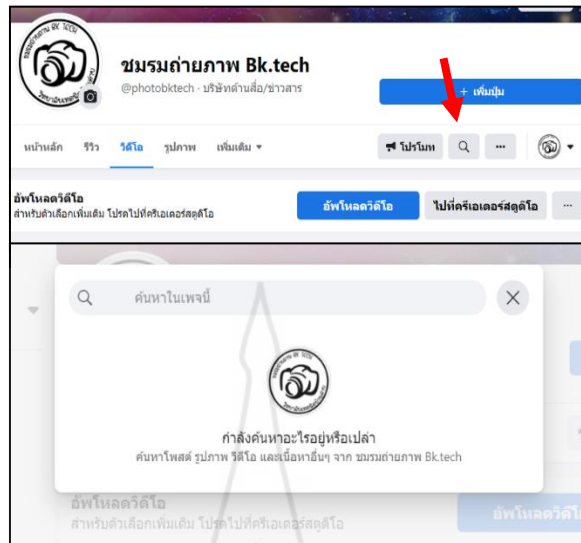 ชมรมถ่ายภาพ Bk.tech
@photobktech · บริษัทด้านสื่อ/ข่าวสาร
+ เพิ่มปุ่ม
หน้าหลัก รีวิว วิดีโอ รูปภาพ เพิ่มเติม
โปรโมท
อัพโหลดวิดีโอ
สำหรับตัวเลือกเพิ่มเติม โปรดไปที่ครีเอเตอร์สตูดิโอ
อัพโหลดวิดีโอ ไปที่ครีเอเตอร์สตูดิโอ
ค้นหาในเพจนี้
กำลังค้นหาอะไรอยู่หรือเปล่า
ค้นหาโพสต์ รูปภาพ วิดีโอ และเนื้อหาอื่นๆ จาก ชมรมถ่ายภาพ Bk.tech
อัพโหลดวิดีโอ
สำหรับตัวเลือกเพิ่มเติม โปรดไปที่ครีเอเตอร์สตูดิโอ
อัพโหลดวิดีโ